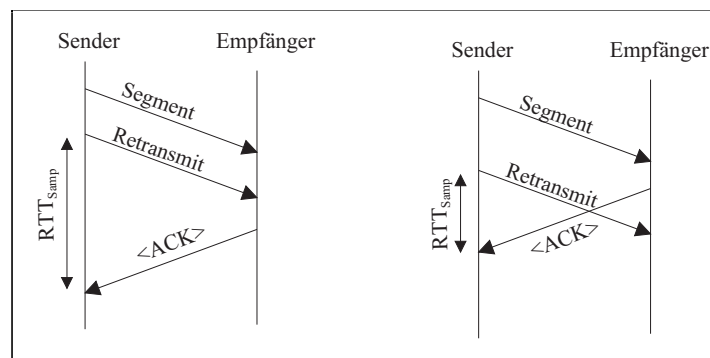 Sender
Empfänger
Segment
Retransmit
RTTSamp
<ACK>
Sender
Empfänger
Segment
Retransmit
RTTSamp
<ACK>